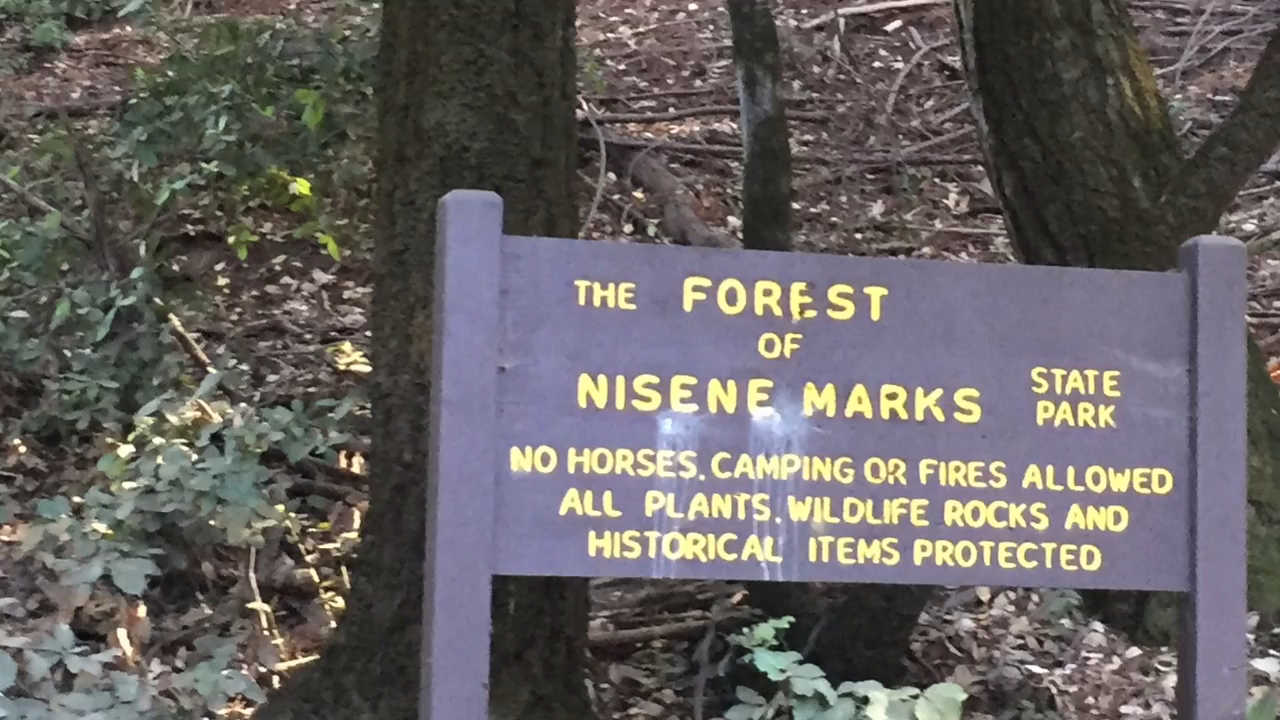 THE FOREST
OF
NISENE MARKS STATE PARK
NO HORSES, CAMPING OR FIRES ALLOWED
ALL PLANTS, WILDLIFE ROCKS AND
HISTORICAL ITEMS PROTECTED